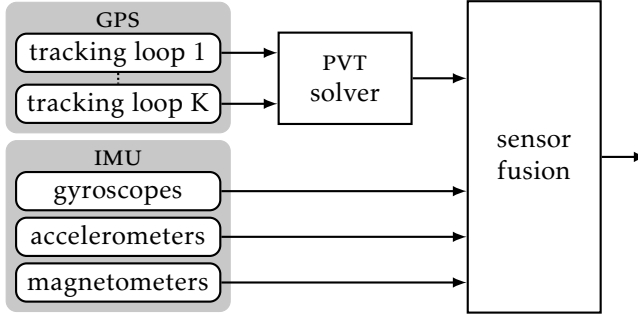 GPS
tracking loop 1
tracking loop K
PVT
solver
IMU
gyroscopes
accelerometers
magnetometers
sensor
fusion